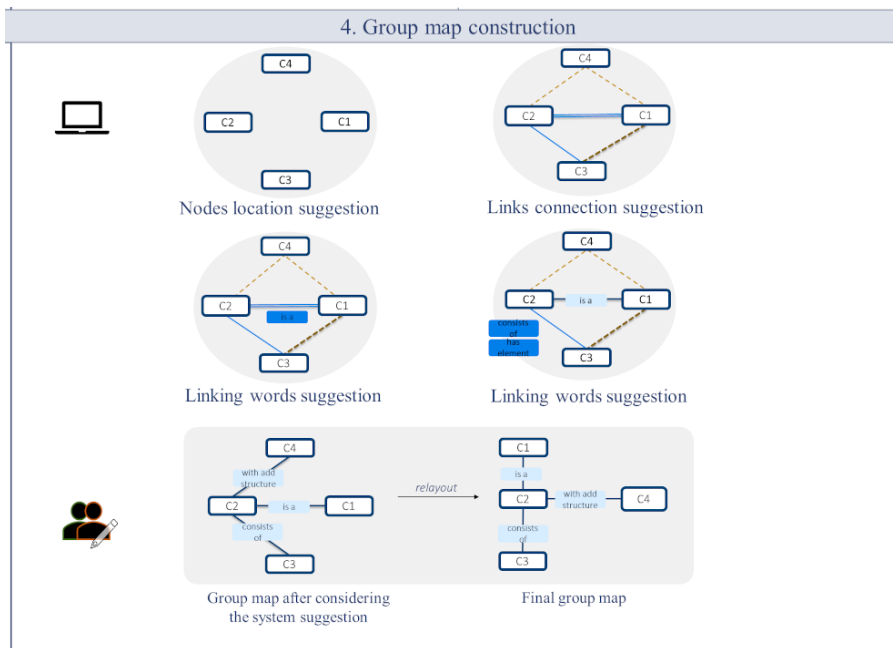 4. Group map construction
C4
C2
C1
C3
Nodes location suggestion
C4
C2
C1
C3
Links connection suggestion
C4
C2
C1
is a
C3
Linking words suggestion
C4
C2
is a
C1
consists
of
has
element
C3
Linking words suggestion
C4
with add
structure
C2
is a
C1
consists
of
C3
Group map after considering
the system suggestion
relayout
C1
is a
C2
with add
structure
C4
consists
of
C3
Final group map